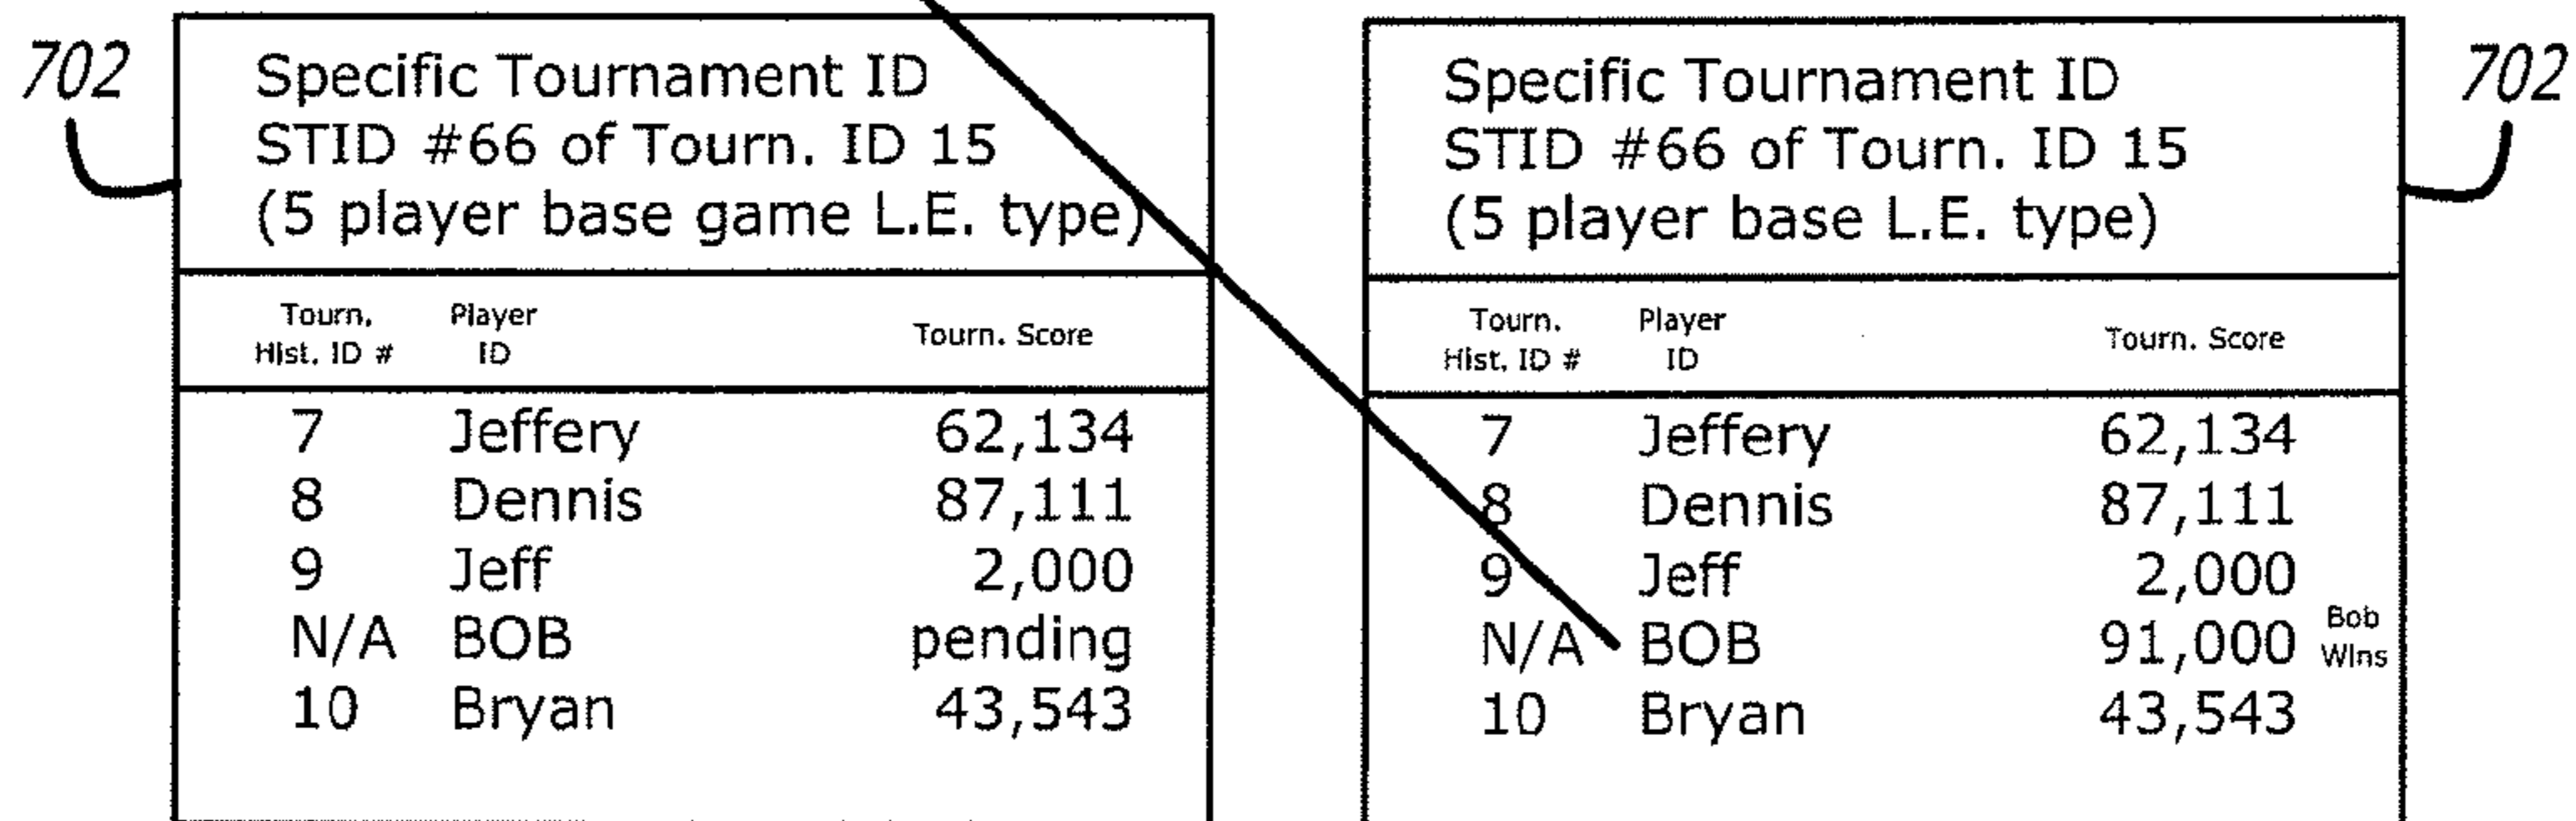 702
Specific Tournament ID
STID #66 of Tourn. ID 15
(5 player base game L.E. type)
Tourn. Player
Hist. ID # ID
Tourn. Score
7 Jeffery 62,134
8 Dennis 87,111
9 Jeff 2,000
N/A BOB pending
10 Bryan 43,543
702
Specific Tournament ID
STID #66 of Tourn. ID 15
(5 player base L.E. type)
Tourn. Player
Hist. ID # ID
Tourn. Score
7 Jeffery 62,134
8 Dennis 87,111
9 Jeff 2,000
N/A BOB 91,000 Bob Wins
10 Bryan 43,543